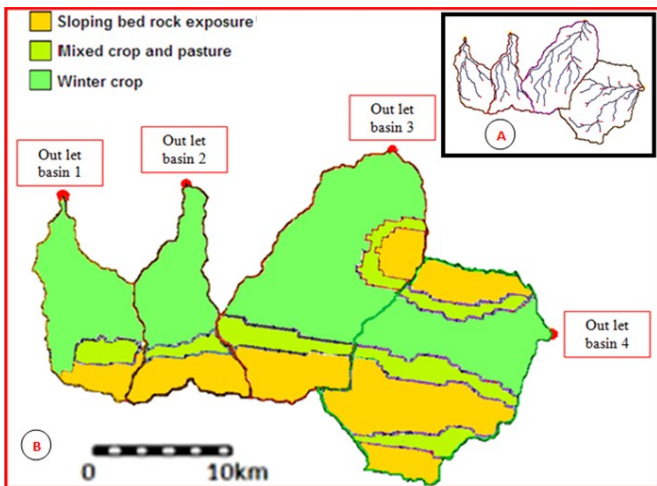 Sloping bed rock exposure
Mixed crop and pasture
Winter crop
Out let
basin 1
Out let
basin 2
Out let
basin 3
A
Out let
basin 4
B
0 10km